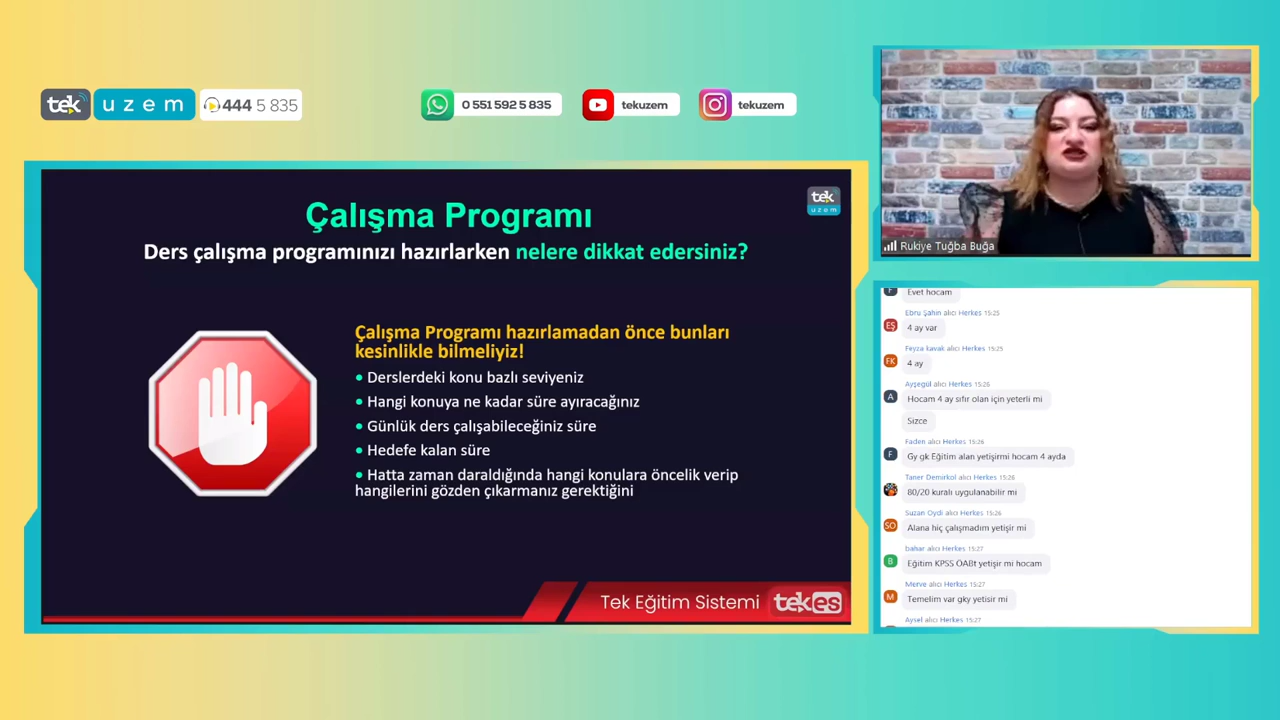 tek uzem 444 5 835
0 551 592 5 835
tekuzem
tekuzem
tek
uzem
Çalışma Programı
Ders çalışma programınızı hazırlarken nelere dikkat edersiniz?
Çalışma Programı hazırlamadan önce bunları
kesinlikle bilmeliyiz!
• Derslerdeki konu bazlı seviyeniz
• Hangi konuya ne kadar süre ayıracağınız
• Günlük ders çalışabileceğiniz süre
• Hedefe kalan süre
• Hatta zaman daraldığında hangi konulara öncelik verip
hangilerini gözden çıkarmanız gerektiğini
Tek Eğitim Sistemi tekes
Rukiye Tuğba Buğa
F
Evet hocam
Ebru Şahin alıcı Herkes 15:25
EŞ 4 ay var
Feyza kavak alıcı Herkes 15:25
FK 4 ay
Ayşegül alıcı Herkes 15:26
A Hocam 4 ay sıfır olan için yeterli mi
Sizce
Faden alıcı Herkes 15:26
F Gy gk Eğitim alan yetişirmi hocam 4 ayda
Taner Demirkol alıcı Herkes 15:26
80/20 kuralı uygulanabilir mi
Suzan Oydi alıcı Herkes 15:26
SO Alana hiç çalışmadım yetişir mi
bahar alıcı Herkes 15:27
B Eğitim KPSS ÖABt yetişir mi hocam
Merve alıcı Herkes 15:27
M Temelim var gky yetisir mi
Aysel alıcı Herkes 15:27